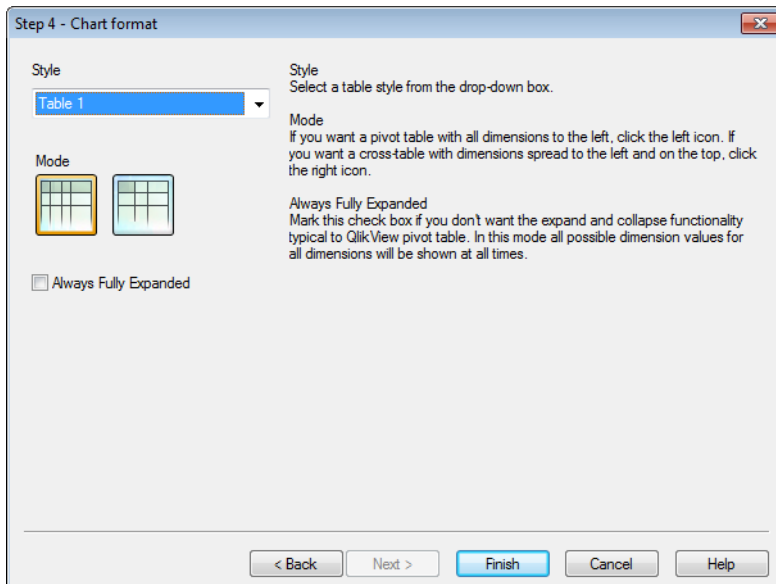 Step 4 - Chart format
Style
Table 1
Mode
Always Fully Expanded
Style
Select a table style from the drop-down box.
Mode
If you want a pivot table with all dimensions to the left, click the left icon. If
you want a cross-table with dimensions spread to the left and on the top, click
the right icon.
Always Fully Expanded
Mark this check box if you don't want the expand and collapse functionality
typical to QlikView pivot table. In this mode all possible dimension values for
all dimensions will be shown at all times.
< Back
Next >
Finish
Cancel
Help